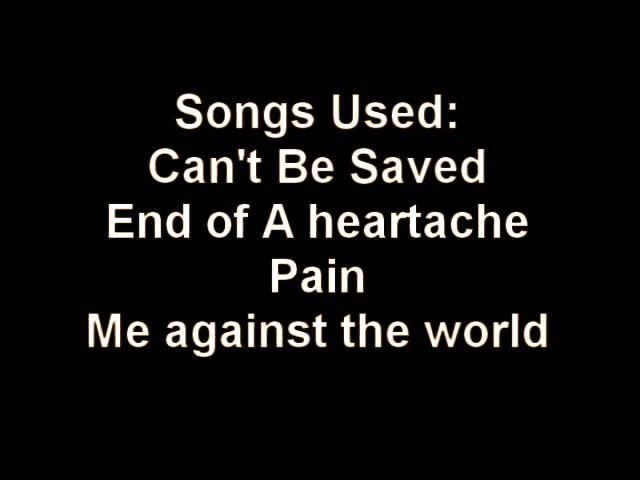 Songs Used:
Can't Be Saved
End of A heartache
Pain
Me against the world